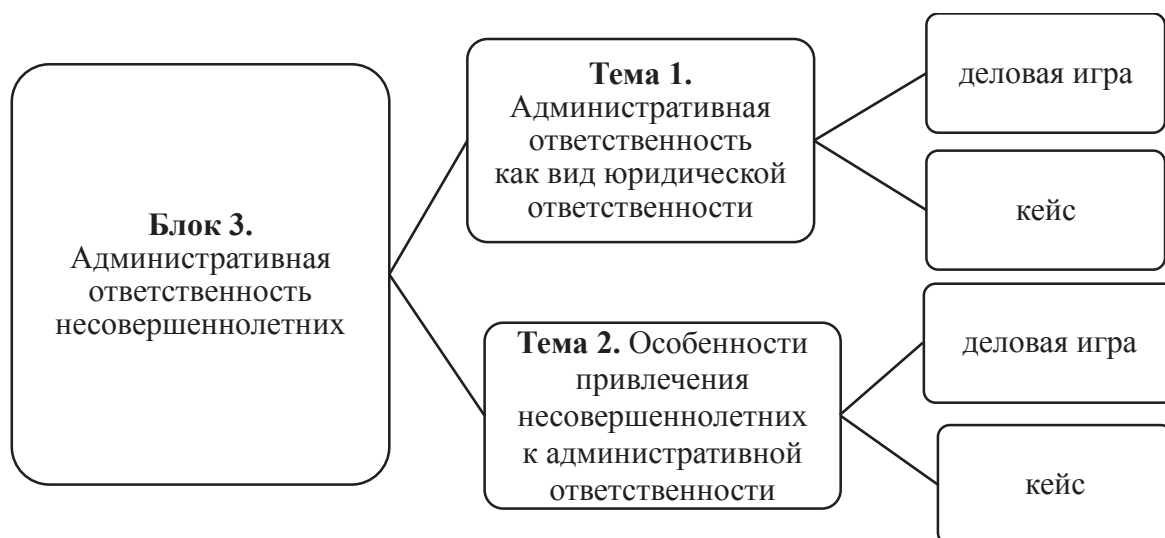 Блок 3.
Административная
ответственность
несовершеннолетних
Тема 1.
Административная
ответственность
как вид юридической
ответственности
деловая игра
кейс
Тема 2. Особенности
привлечения
несовершеннолетних
к административной
ответственности
деловая игра
кейс